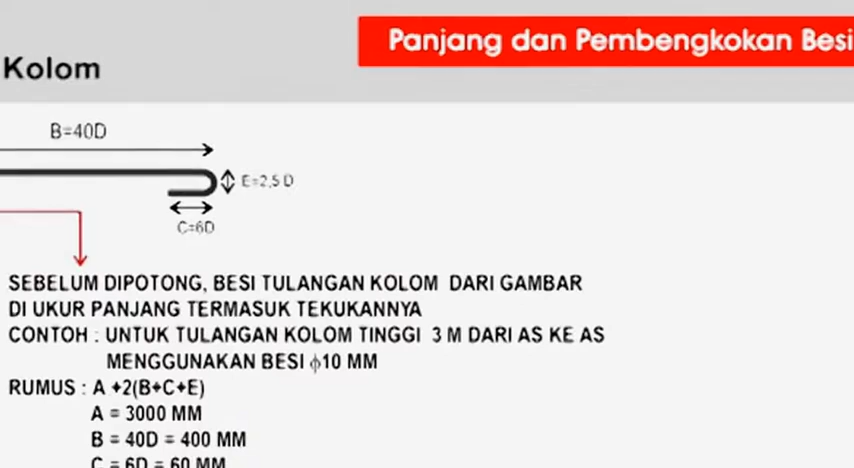 Panjang dan Pembengkokan Besi
Kolom
B=40D
E=2,5 D
C=6D
SEBELUM DIPOTONG, BESI TULANGAN KOLOM DARI GAMBAR
DI UKUR PANJANG TERMASUK TEKUKANNYA
CONTOH : UNTUK TULANGAN KOLOM TINGGI 3 M DARI AS KE AS
MENGGUNAKAN BESI ϕ10 MM
RUMUS : A +2(B+C+E)
A = 3000 MM
B = 40D = 400 MM
C = 6D = 60 MM